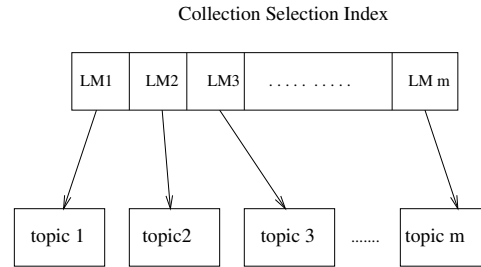 Collection Selection Index
LM1 LM2 LM3 ..... ..... LM m
topic 1 topic2 topic 3 ....... topic m